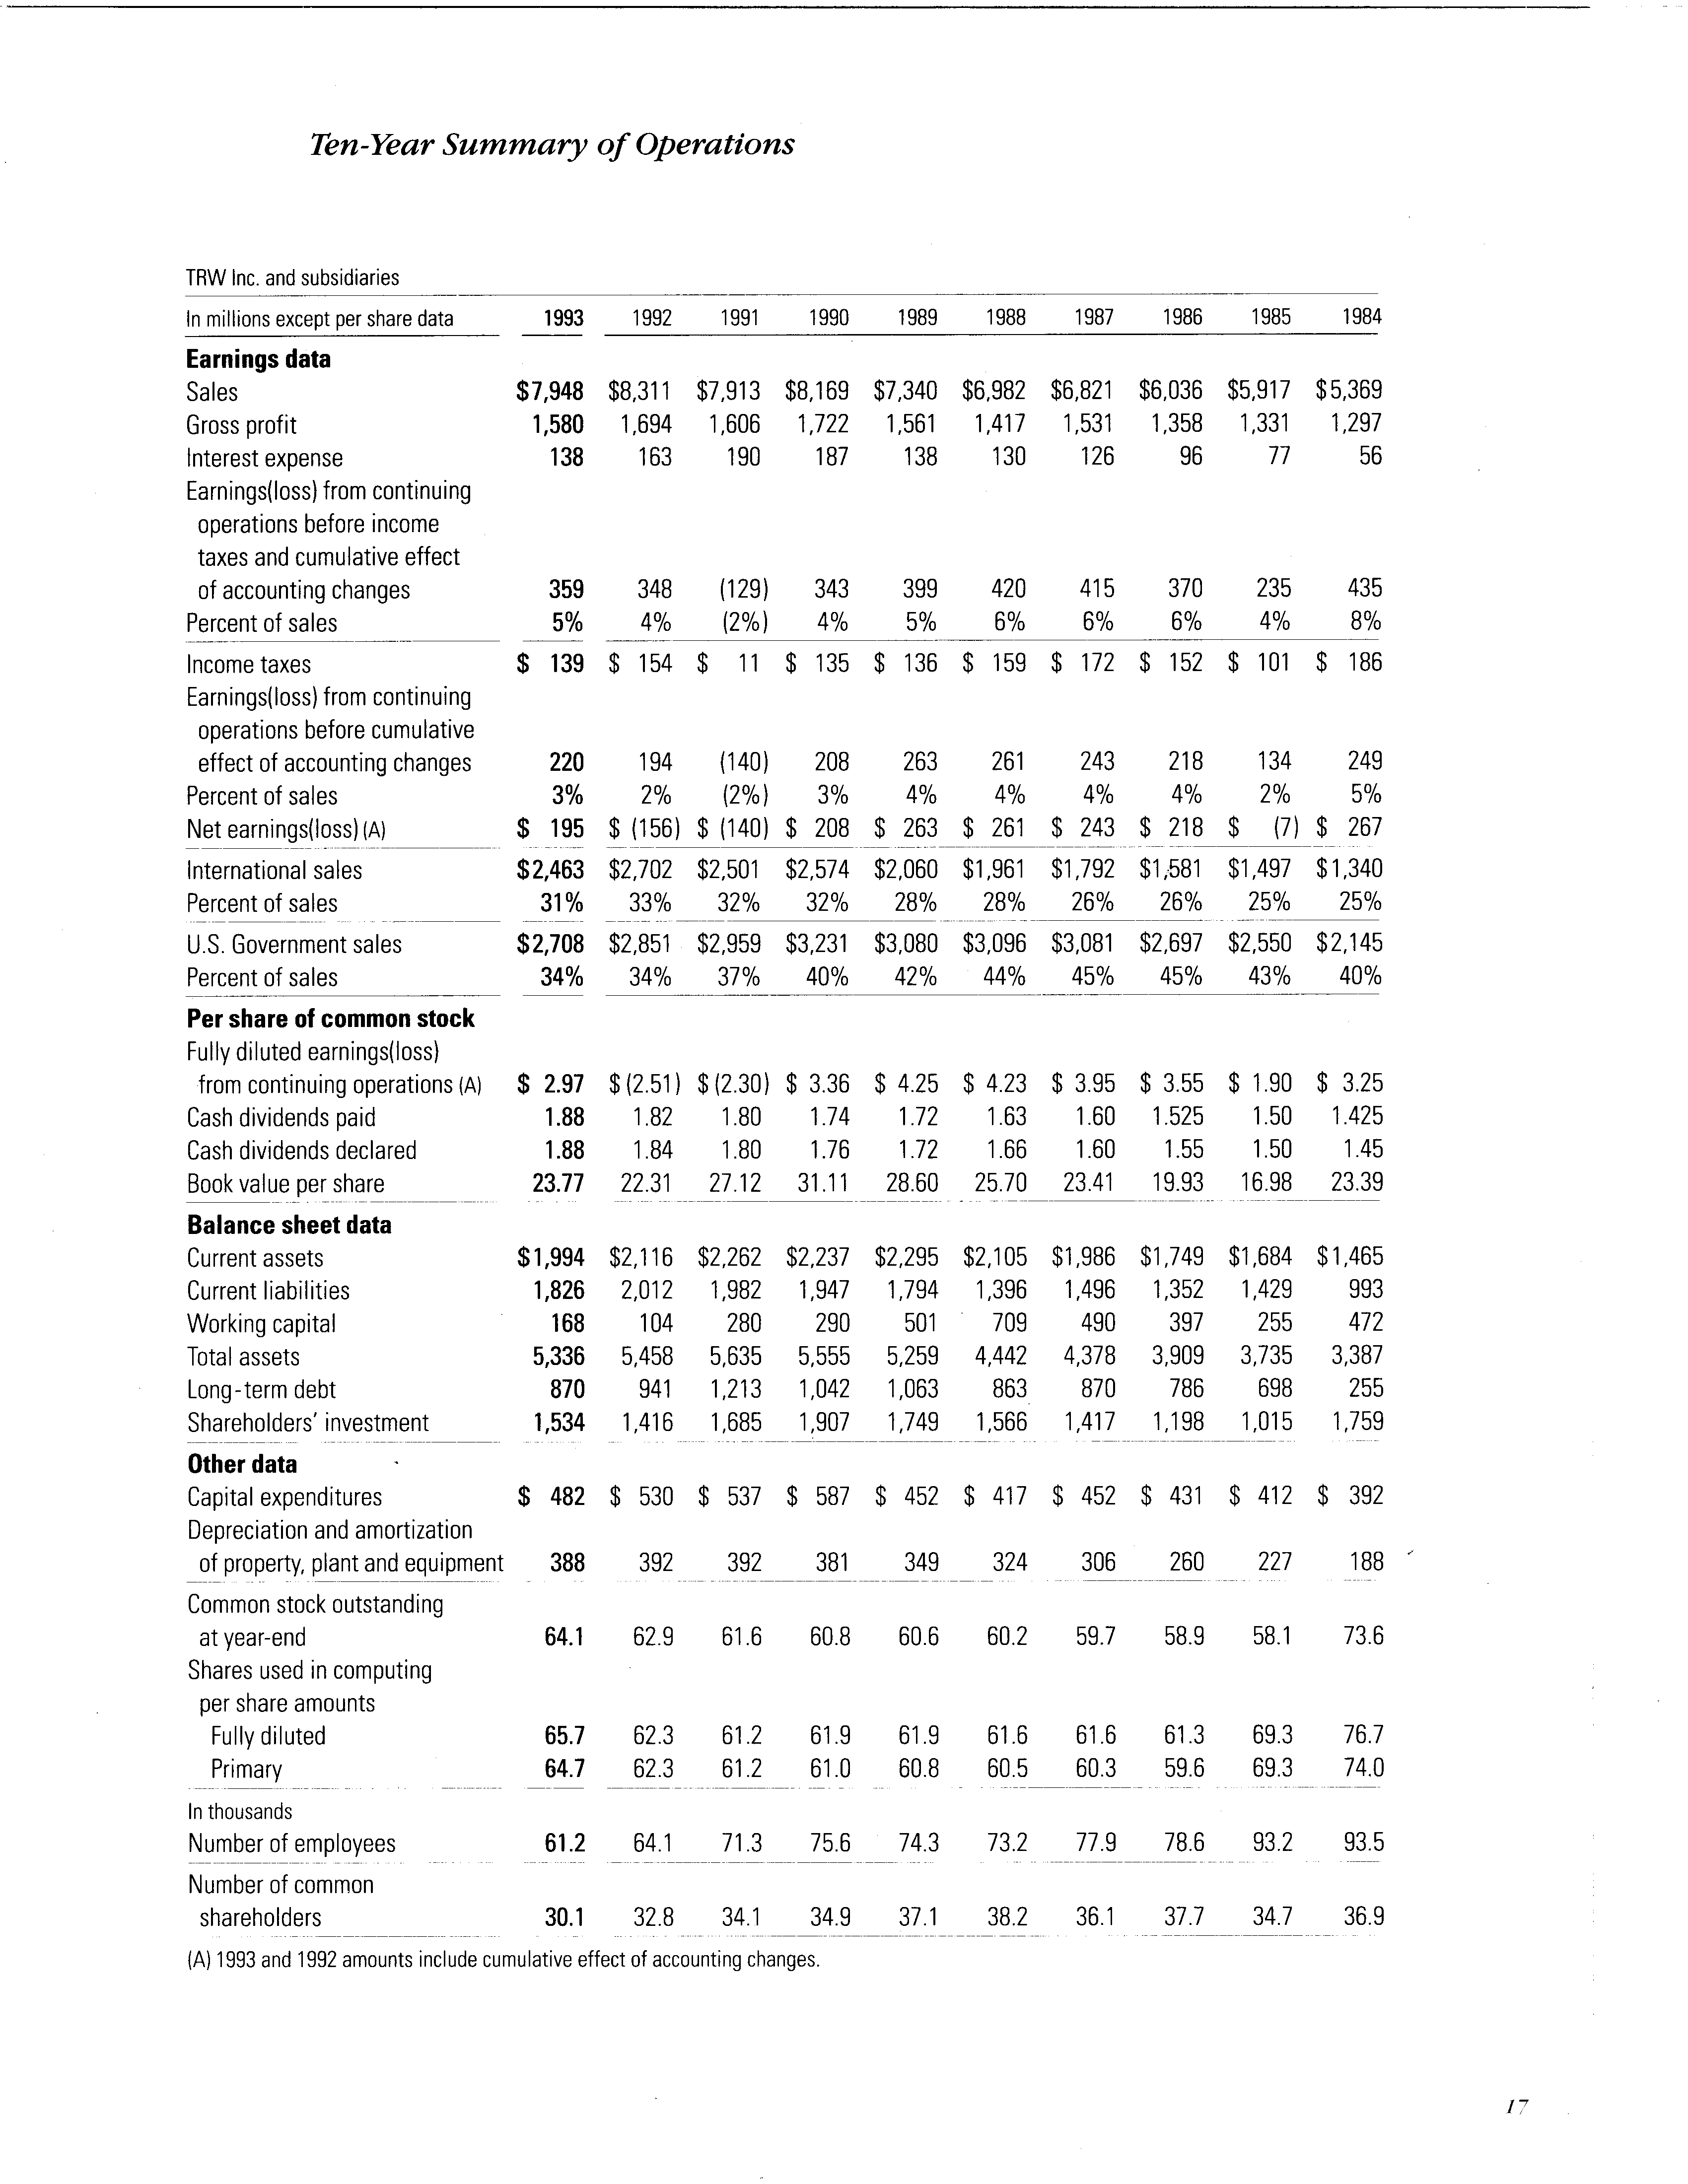 Ten-Year Summary of Operations
TRW Inc. and subsidiaries
In millions except per share data 1993 1992 1991 1990 1989 1988 1987 1986 1985 1984
Earnings data
Sales $7,948 $8,311 $7,913 $8,169 $7,340 $6,982 $6,821 $6,036 $5,917 $5,369
Gross profit 1,580 1,694 1,606 1,722 1,561 1,417 1,531 1,358 1,331 1,297
Interest expense 138 163 190 187 138 130 126 96 77 56
Earnings(loss) from continuing
operations before income
taxes and cumulative effect
of accounting changes 359 348 (129) 343 399 420 415 370 235 435
Percent of sales 5% 4% (2%) 4% 5% 6% 6% 6% 4% 8%
Income taxes $ 139 $ 154 $ 11 $ 135 $ 136 $ 159 $ 172 $ 152 $ 101 $ 186
Earnings(loss) from continuing
operations before cumulative
effect of accounting changes 220 194 (140) 208 263 261 243 218 134 249
Percent of sales 3% 2% (2%) 3% 4% 4% 4% 4% 2% 5%
Net earnings(loss) (A) $ 195 $ (156) $ (140) $ 208 $ 263 $ 261 $ 243 $ 218 $ (7) $ 267
International sales $2,463 $2,702 $2,501 $2,574 $2,060 $1,961 $1,792 $1,581 $1,497 $1,340
Percent of sales 31% 33% 32% 32% 28% 28% 26% 26% 25% 25%
U.S. Government sales $2,708 $2,851 $2,959 $3,231 $3,080 $3,096 $3,081 $2,697 $2,550 $2,145
Percent of sales 34% 34% 37% 40% 42% 44% 45% 45% 43% 40%
Per share of common stock
Fully diluted earnings(loss)
from continuing operations (A) $ 2.97 $ (2.51) $ (2.30) $ 3.36 $ 4.25 $ 4.23 $ 3.95 $ 3.55 $ 1.90 $ 3.25
Cash dividends paid 1.88 1.82 1.80 1.74 1.72 1.63 1.60 1.525 1.50 1.425
Cash dividends declared 1.88 1.84 1.80 1.76 1.72 1.66 1.60 1.55 1.50 1.45
Book value per share 23.77 22.31 27.12 31.11 28.60 25.70 23.41 19.93 16.98 23.39
Balance sheet data
Current assets $1,994 $2,116 $2,262 $2,237 $2,295 $2,105 $1,986 $1,749 $1,684 $1,465
Current liabilities 1,826 2,012 1,982 1,947 1,794 1,396 1,496 1,352 1,429 993
Working capital 168 104 280 290 501 709 490 397 255 472
Total assets 5,336 5,458 5,635 5,555 5,259 4,442 4,378 3,909 3,735 3,387
Long-term debt 870 941 1,213 1,042 1,063 863 870 786 698 255
Shareholders' investment 1,534 1,416 1,685 1,907 1,749 1,566 1,417 1,198 1,015 1,759
Other data
Capital expenditures $ 482 $ 530 $ 537 $ 587 $ 452 $ 417 $ 452 $ 431 $ 412 $ 392
Depreciation and amortization
of property, plant and equipment 388 392 392 381 349 324 306 260 227 188
Common stock outstanding
at year-end 64.1 62.9 61.6 60.8 60.6 60.2 59.7 58.9 58.1 73.6
Shares used in computing
per share amounts
Fully diluted 65.7 62.3 61.2 61.9 61.9 61.6 61.6 61.3 69.3 76.7
Primary 64.7 62.3 61.2 61.0 60.8 60.5 60.3 59.6 69.3 74.0
In thousands
Number of employees 61.2 64.1 71.3 75.6 74.3 73.2 77.9 78.6 93.2 93.5
Number of common
shareholders 30.1 32.8 34.1 34.9 37.1 38.2 36.1 37.7 34.7 36.9
(A) 1993 and 1992 amounts include cumulative effect of accounting changes.
17